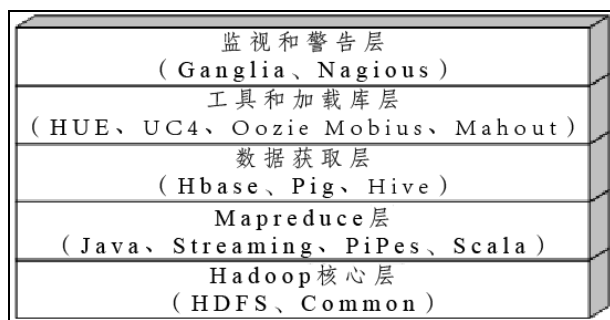 监视和警告层
(Ganglia、Nagious)
工具和加载库层
(HUE、UC4、Oozie Mobius、Mahout)
数据获取层
(Hbase、Pig、Hive)
Mapreduce层
(Java、Streaming、PiPes、Scala)
Hadoop核心层
(HDFS、Common)